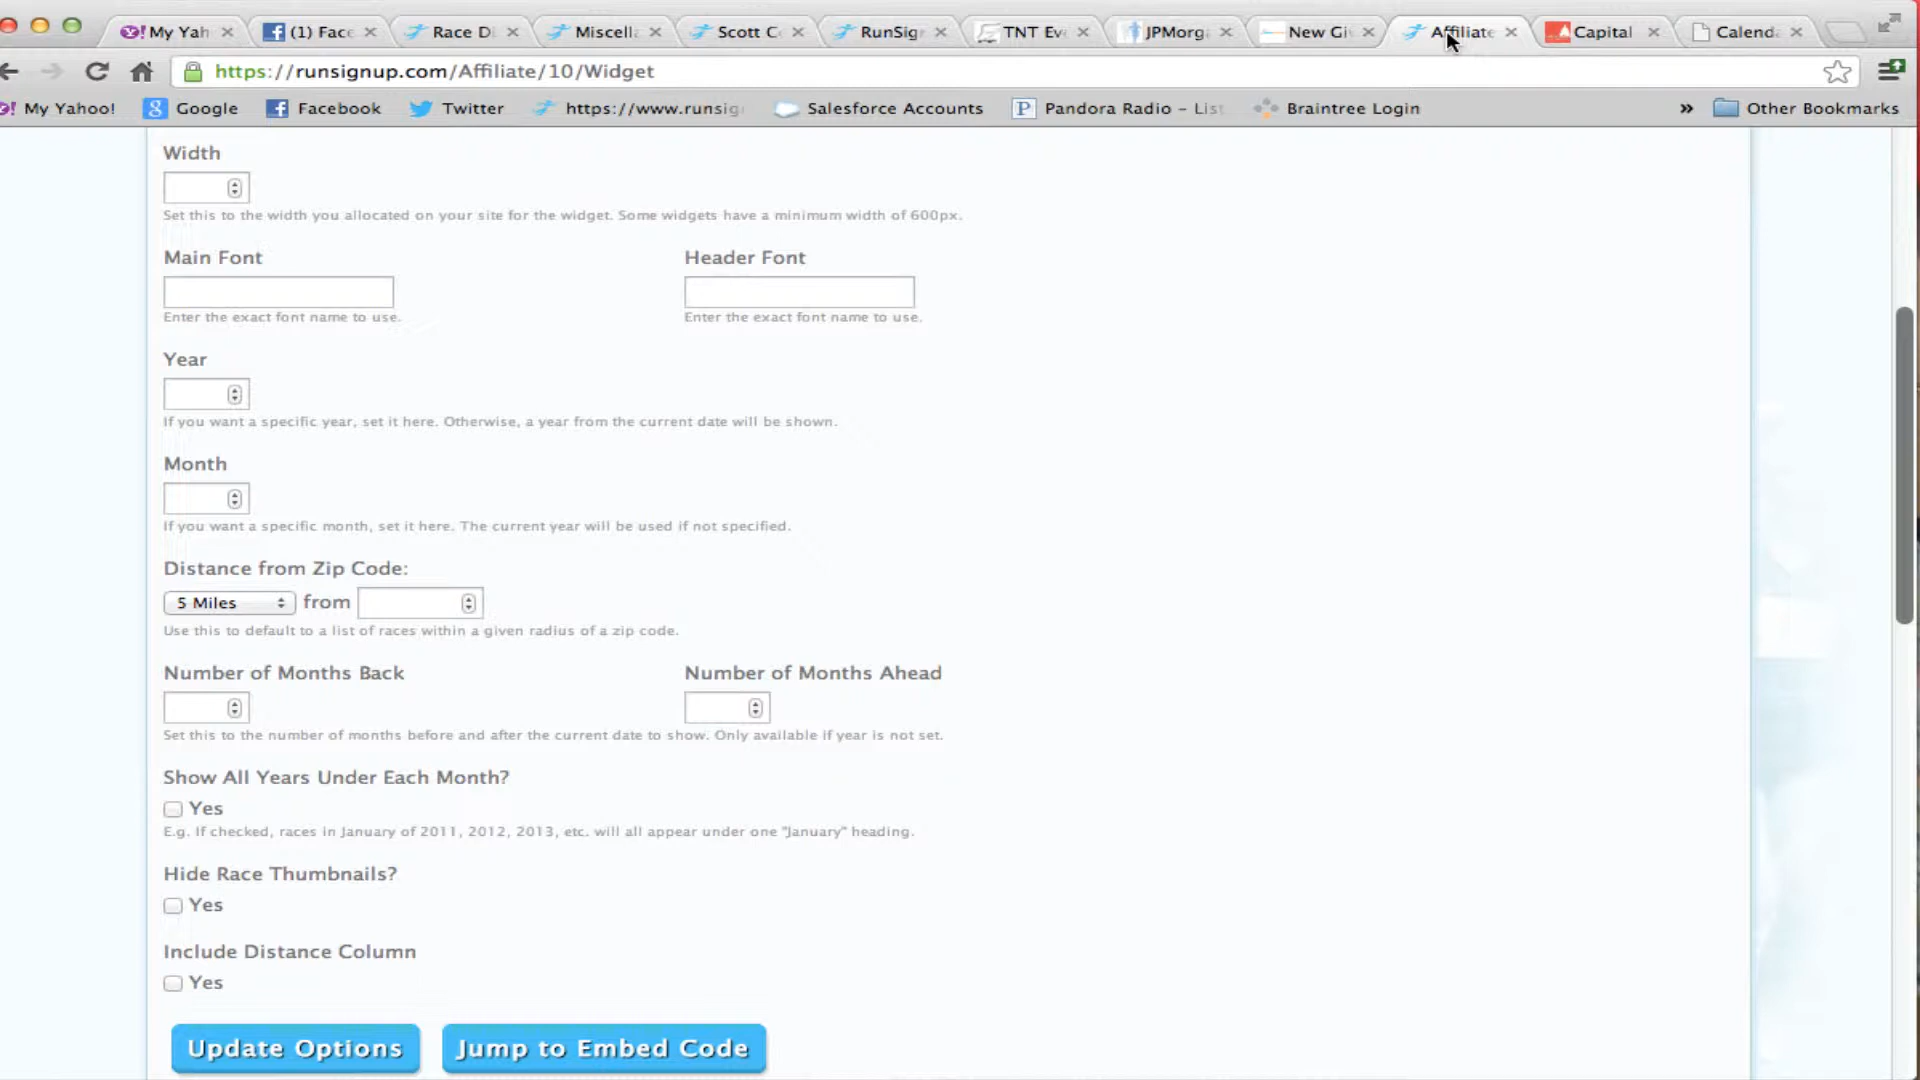 My Yah
(1) Face
Race Di
Miscella
Scott Co
RunSign
TNT Eve
JPMorga
New Giv
Affiliate
Capital
Calenda
https://runsignup.com/Affiliate/10/Widget
My Yahoo!
Google
Facebook
Twitter
https://www.runsig
Salesforce Accounts
Pandora Radio – List
Braintree Login
»
Other Bookmarks
Width
Set this to the width you allocated on your site for the widget. Some widgets have a minimum width of 600px.
Main Font
Header Font
Enter the exact font name to use.
Enter the exact font name to use.
Year
If you want a specific year, set it here. Otherwise, a year from the current date will be shown.
Month
If you want a specific month, set it here. The current year will be used if not specified.
Distance from Zip Code:
5 Miles from
Use this to default to a list of races within a given radius of a zip code.
Number of Months Back
Number of Months Ahead
Set this to the number of months before and after the current date to show. Only available if year is not set.
Show All Years Under Each Month?
Yes
E.g. If checked, races in January of 2011, 2012, 2013, etc. will all appear under one "January" heading.
Hide Race Thumbnails?
Yes
Include Distance Column
Yes
Update Options
Jump to Embed Code